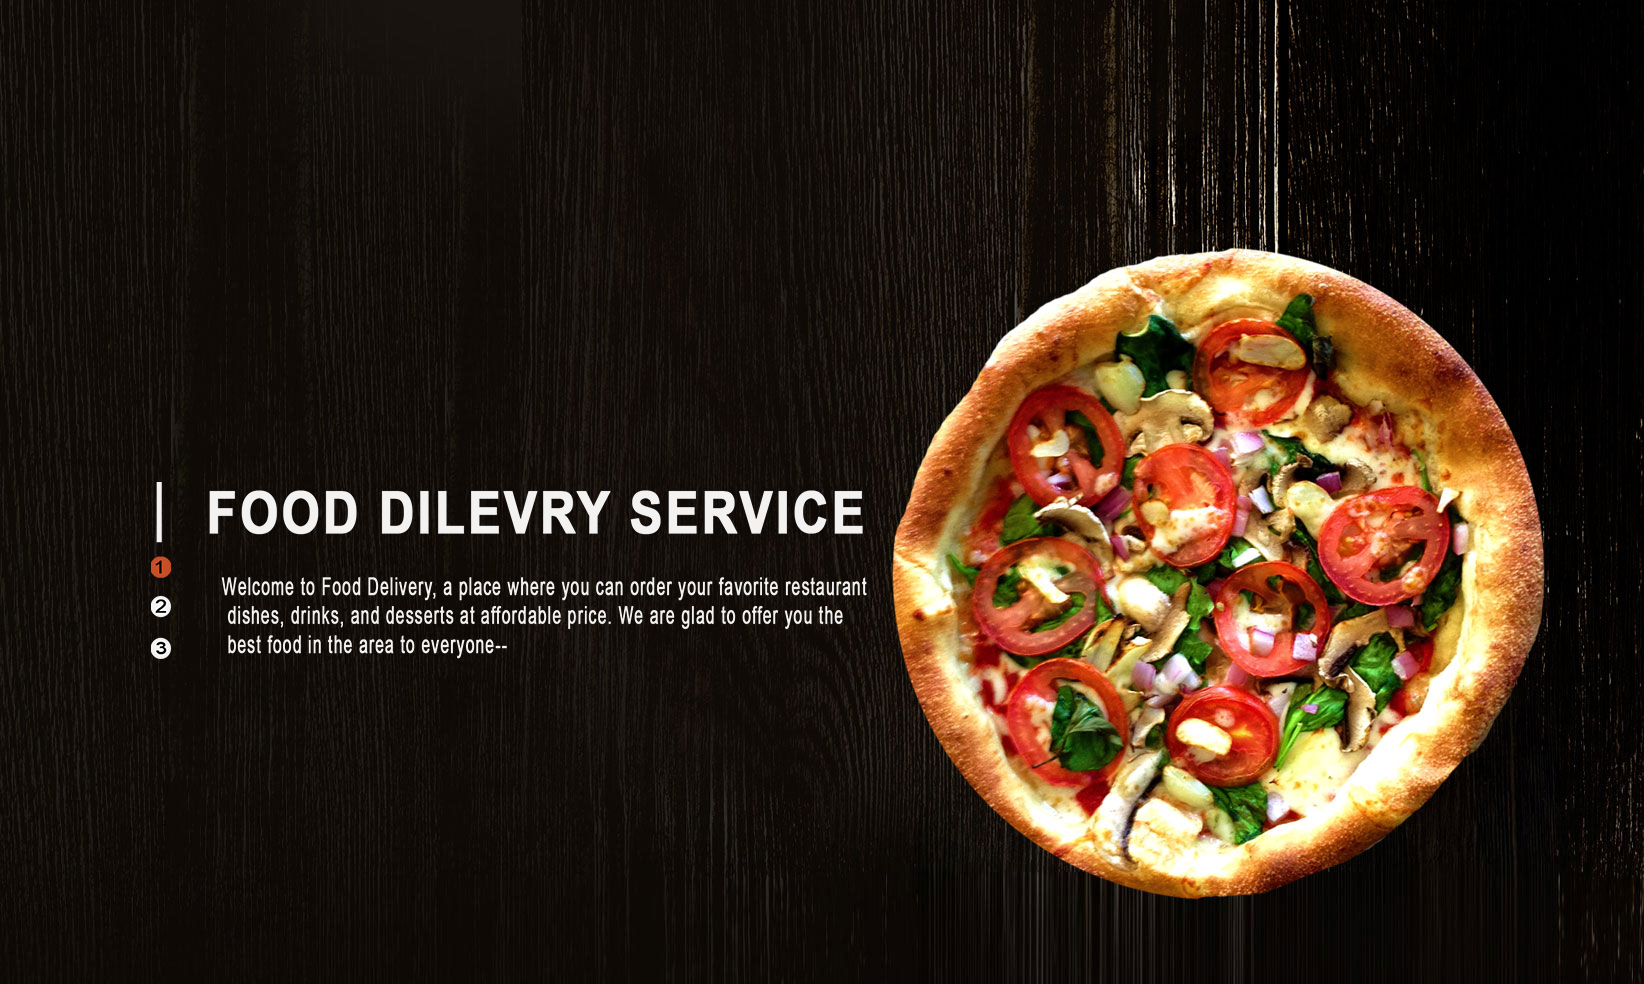 FOOD DILEVRY SERVICE
1
Welcome to Food Delivery, a place where you can order your favorite restaurant
2
dishes, drinks, and desserts at affordable price. We are glad to offer you the
3
best food in the area to everyone--